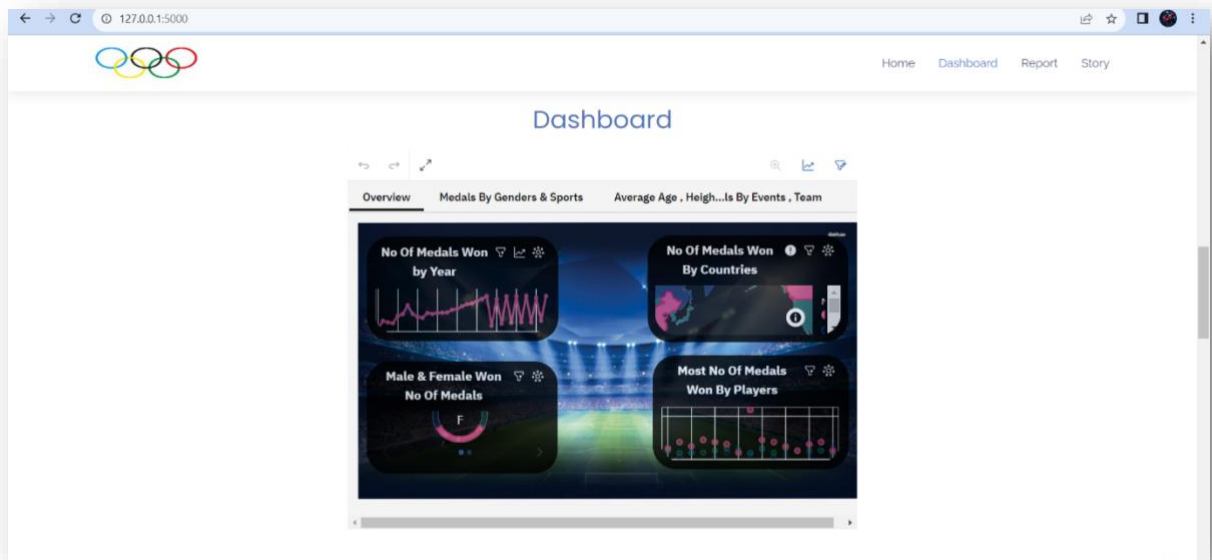 127.0.0.1:5000
Home Dashboard Report Story
Dashboard
Overview Medals By Genders & Sports Average Age , Heigh...ls By Events , Team
No Of Medals Won
by Year
No Of Medals Won
By Countries
Male & Female Won
No Of Medals
F
Most No Of Medals
Won By Players